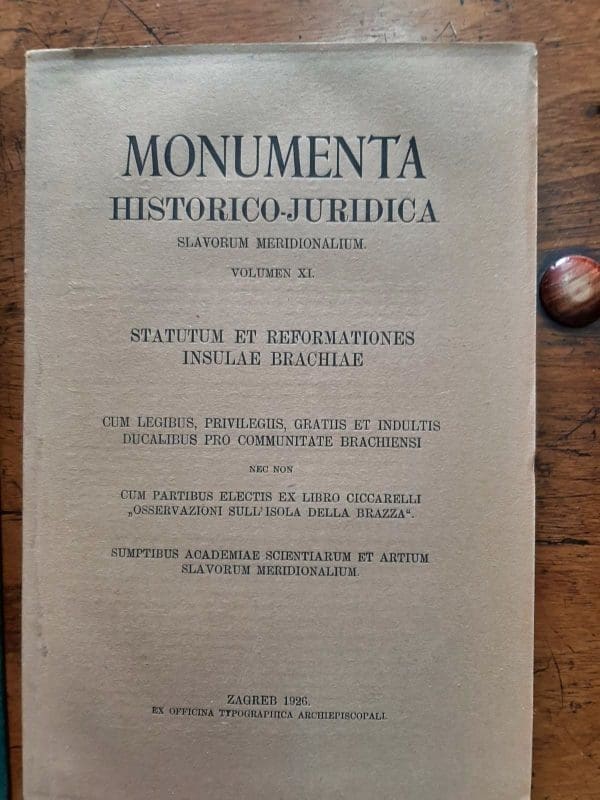 MONUMENTA
HISTORICO-JURIDICA
SLAVORUM MERIDIONALIUM.
VOLUMEN XI.
STATUTUM ET REFORMATIONES
INSULAE BRACHIAE
CUM LEGIBUS, PRIVILEGIIS, GRATIIS ET INDULTIS
DUCALIBUS PRO COMMUNITATE BRACHIENSI
NEC NON
CUM PARTIBUS ELECTIS EX LIBRO CICCARELLI
„OSSERVAZIONI SULL'ISOLA DELLA BRAZZA“.
SUMPTIBUS ACADEMIAE SCIENTIARUM ET ARTIUM
SLAVORUM MERIDIONALIUM.
ZAGREB 1926.
EX OFFICINA TYPOGRAPHICA ARCHIEPISCOPALI.